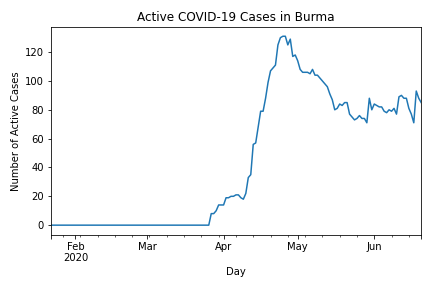 Active COVID-19 Cases in Burma
Number of Active Cases
120
100
80
60
40
20
0
Feb Mar Apr May Jun
2020
Day